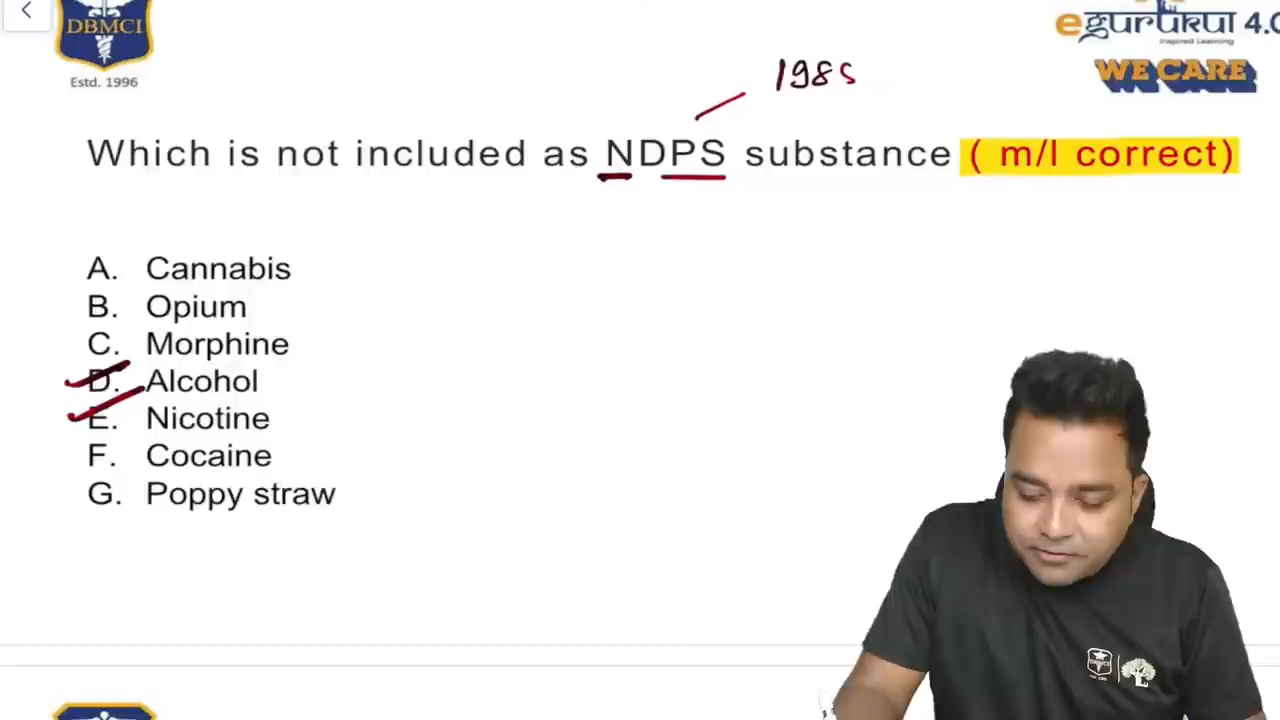 DBMCI
Estd. 1996
eGurukul 4.0
Inspired Learning
WE CARE
1985
Which is not included as NDPS substance ( m/l correct)
A. Cannabis
B. Opium
C. Morphine
D. Alcohol
E. Nicotine
F. Cocaine
G. Poppy straw